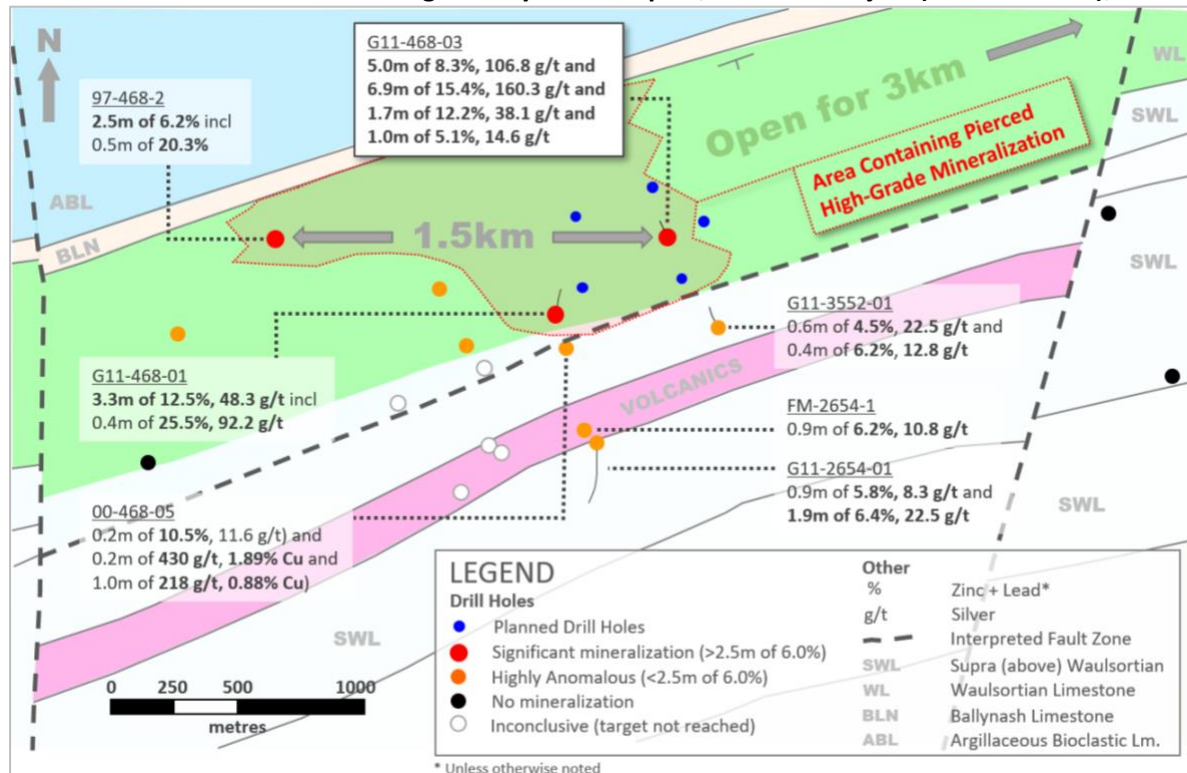 N
G11-468-03
5.0m of 8.3%, 106.8 g/t and
6.9m of 15.4%, 160.3 g/t and
1.7m of 12.2%, 38.1 g/t and
1.0m of 5.1%, 14.6 g/t
97-468-2
2.5m of 6.2% incl
0.5m of 20.3%
Open for 3km
WL
SWL
Area Containing Pierced
High-Grade Mineralization
ABL
BLN
1.5km
SWL
G11-3552-01
0.6m of 4.5%, 22.5 g/t and
0.4m of 6.2%, 12.8 g/t
G11-468-01
3.3m of 12.5%, 48.3 g/t incl
0.4m of 25.5%, 92.2 g/t
VOLCANICS
FM-2654-1
0.9m of 6.2%, 10.8 g/t
G11-2654-01
0.9m of 5.8%, 8.3 g/t and
1.9m of 6.4%, 22.5 g/t
00-468-05
0.2m of 10.5%, 11.6 g/t) and
0.2m of 430 g/t, 1.89% Cu and
1.0m of 218 g/t, 0.88% Cu)
SWL
SWL
0 250 500 1000
metres
LEGEND
Drill Holes
Planned Drill Holes
Significant mineralization (>2.5m of 6.0%)
Highly Anomalous (<2.5m of 6.0%)
No mineralization
Inconclusive (target not reached)
Other
% Zinc + Lead*
g/t Silver
Interpreted Fault Zone
SWL Supra (above) Waulsortian
WL Waulsortian Limestone
BLN Ballynash Limestone
ABL Argillaceous Bioclastic Lm.
* Unless otherwise noted